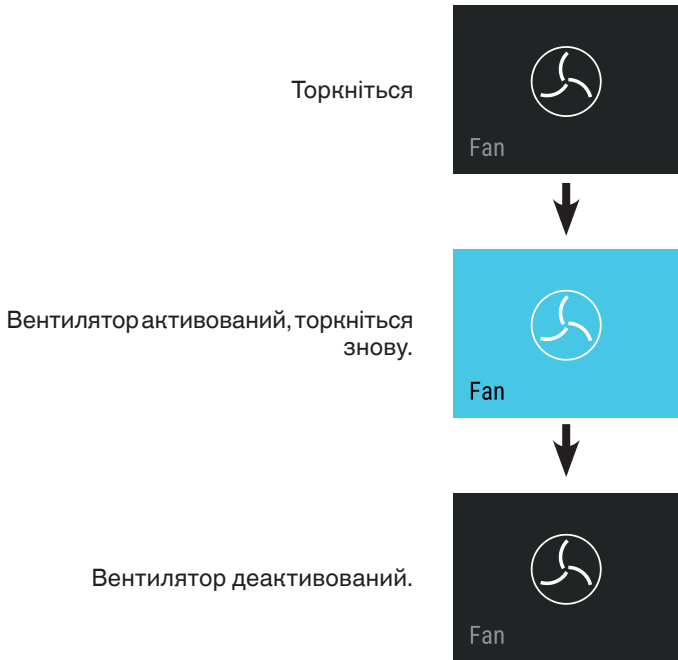 Торкніться
Fan
Вентилятор активований, торкніться
знову.
Fan
Вентилятор деактивований.
Fan